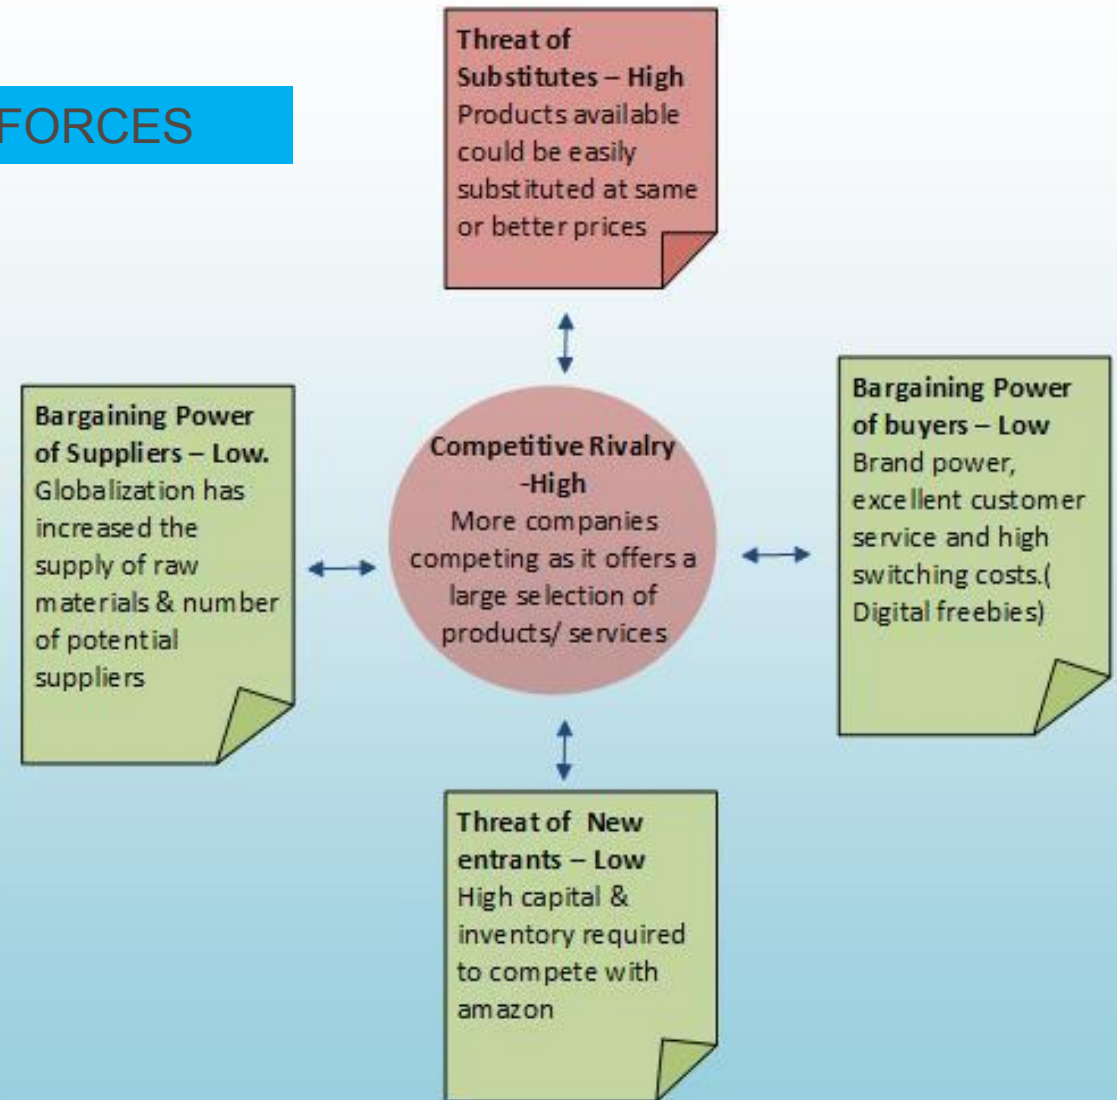 FORCES
Threat of
Substitutes – High
Products available
could be easily
substituted at same
or better prices
Bargaining Power
of Suppliers – Low.
Globalization has
increased the
supply of raw
materials & number
of potential
suppliers
Competitive Rivalry
-High
More companies
competing as it offers a
large selection of
products/ services
Bargaining Power
of buyers – Low
Brand power,
excellent customer
service and high
switching costs.(
Digital freebies)
Threat of  New
entrants – Low
High capital &
inventory required
to compete with
amazon